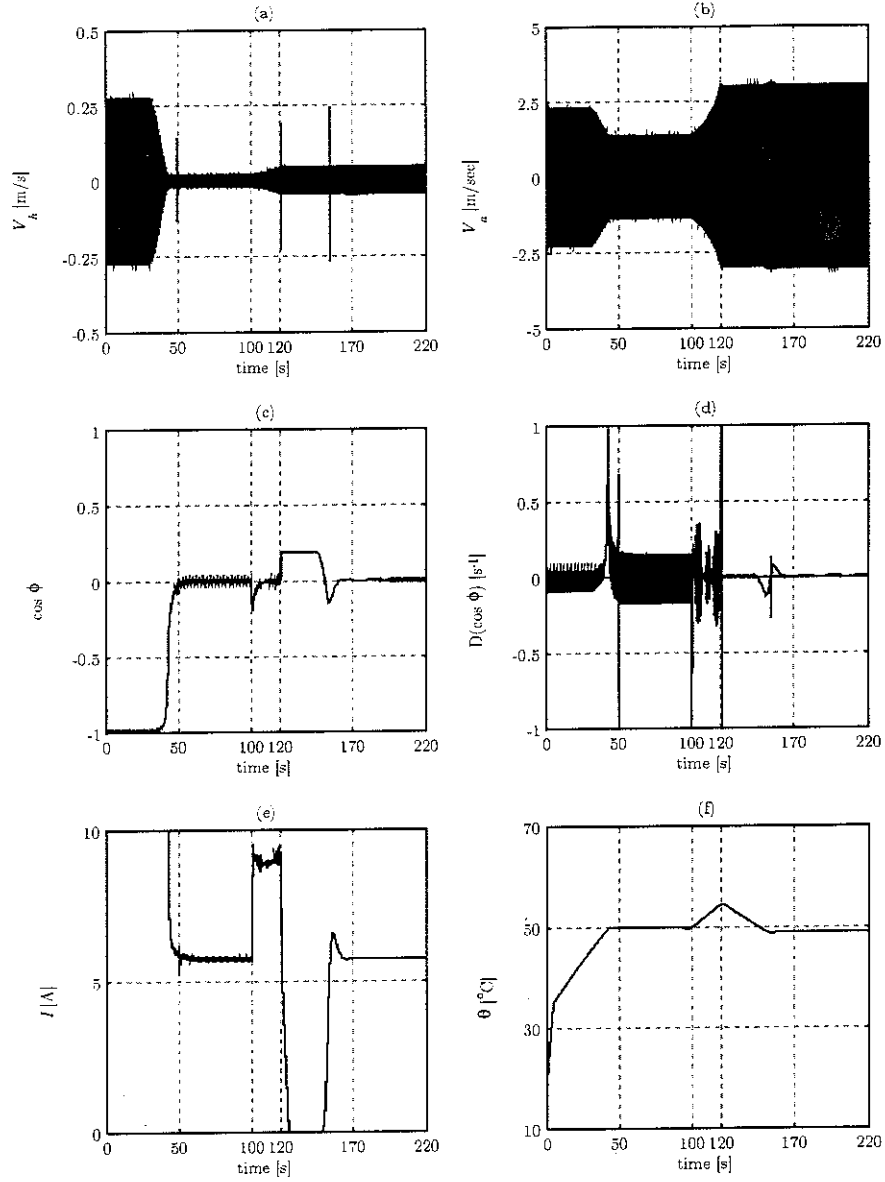 (a)
0.5
0.25
0
-0.25
-0.5
V_h [m/s]
0 50 100 120 170 220
time [s]
(b)
5
2.5
0
-2.5
-5
V_a [m/sec]
0 50 100 120 170 220
time [s]
(c)
1
0.5
0
-0.5
-1
cos ϕ
0 50 100 120 170 220
time [s]
(d)
1
0.5
0
-0.5
-1
D(cos ϕ) [s⁻¹]
0 50 100 120 170 220
time [s]
(e)
10
5
0
I [A]
0 50 100 120 170 220
time [s]
(f)
70
50
30
10
θ [°C]
0 50 100 120 170 220
time [s]